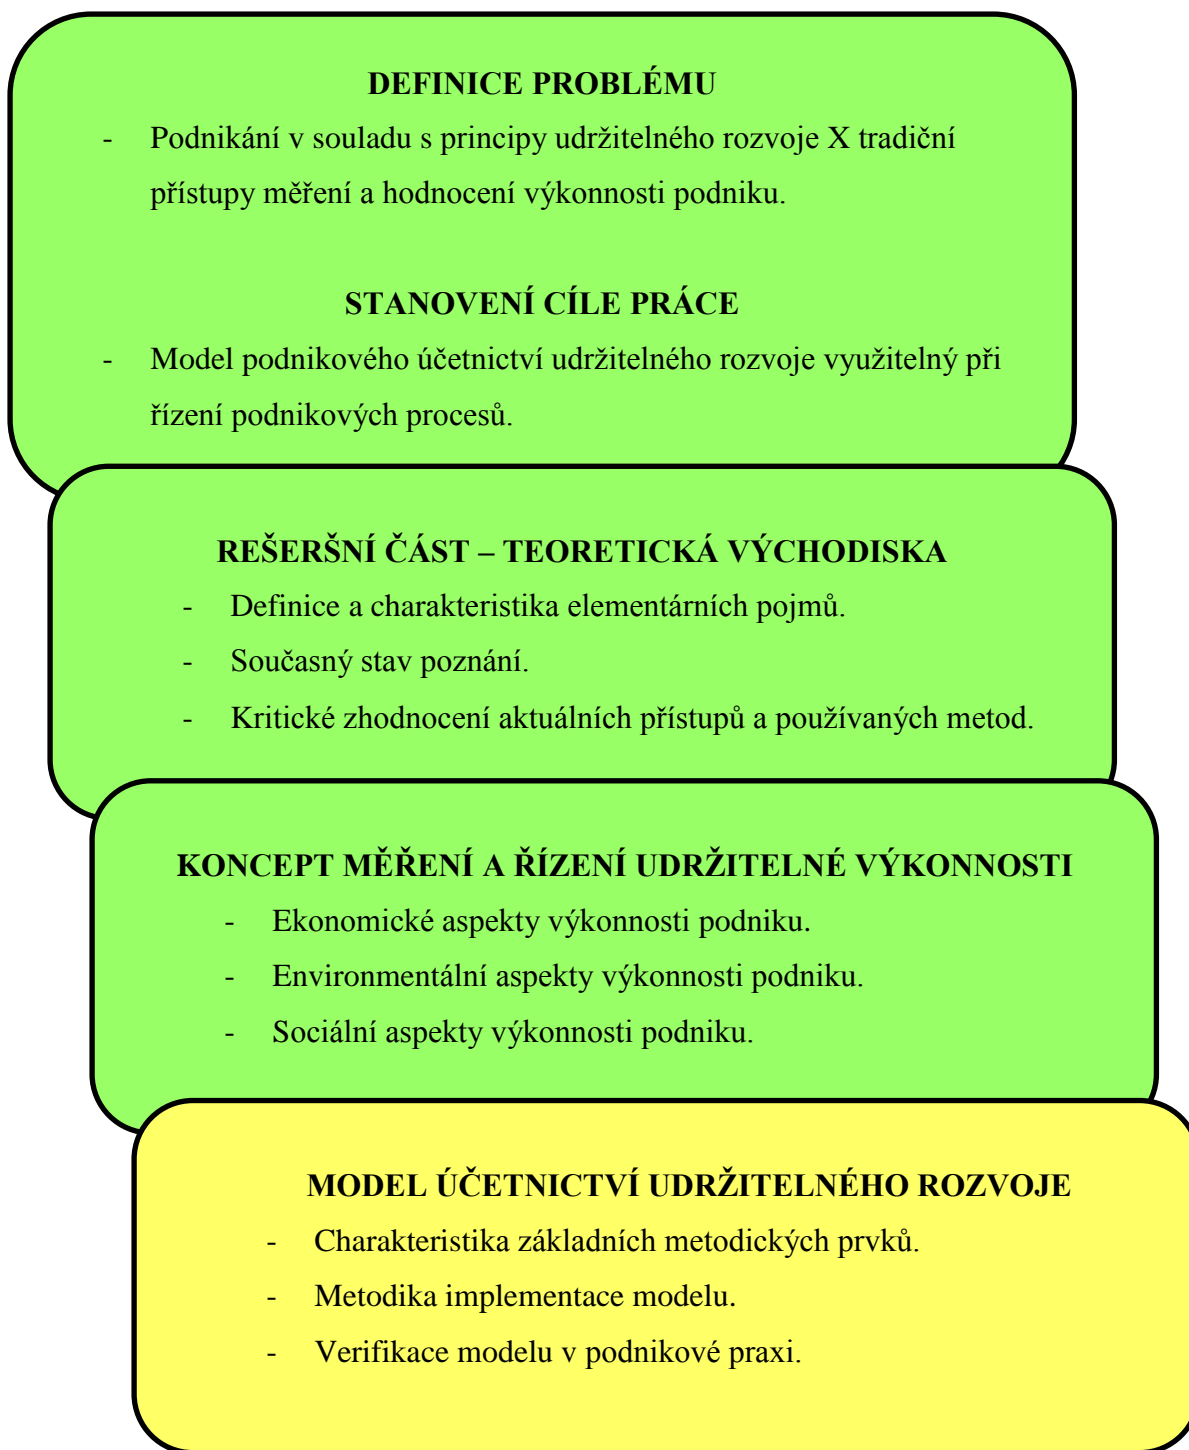 DEFINICE PROBLÉMU
- Podnikání v souladu s principy udržitelného rozvoje X tradiční
přístupy měření a hodnocení výkonnosti podniku.
STANOVENÍ CÍLE PRÁCE
- Model podnikového účetnictví udržitelného rozvoje využitelný při
řízení podnikových procesů.
REŠERŠNÍ ČÁST – TEORETICKÁ VÝCHODISKA
- Definice a charakteristika elementárních pojmů.
- Současný stav poznání.
- Kritické zhodnocení aktuálních přístupů a používaných metod.
KONCEPT MĚŘENÍ A ŘÍZENÍ UDRŽITELNÉ VÝKONNOSTI
- Ekonomické aspekty výkonnosti podniku.
- Environmentální aspekty výkonnosti podniku.
- Sociální aspekty výkonnosti podniku.
MODEL ÚČETNICTVÍ UDRŽITELNÉHO ROZVOJE
- Charakteristika základních metodických prvků.
- Metodika implementace modelu.
- Verifikace modelu v podnikové praxi.